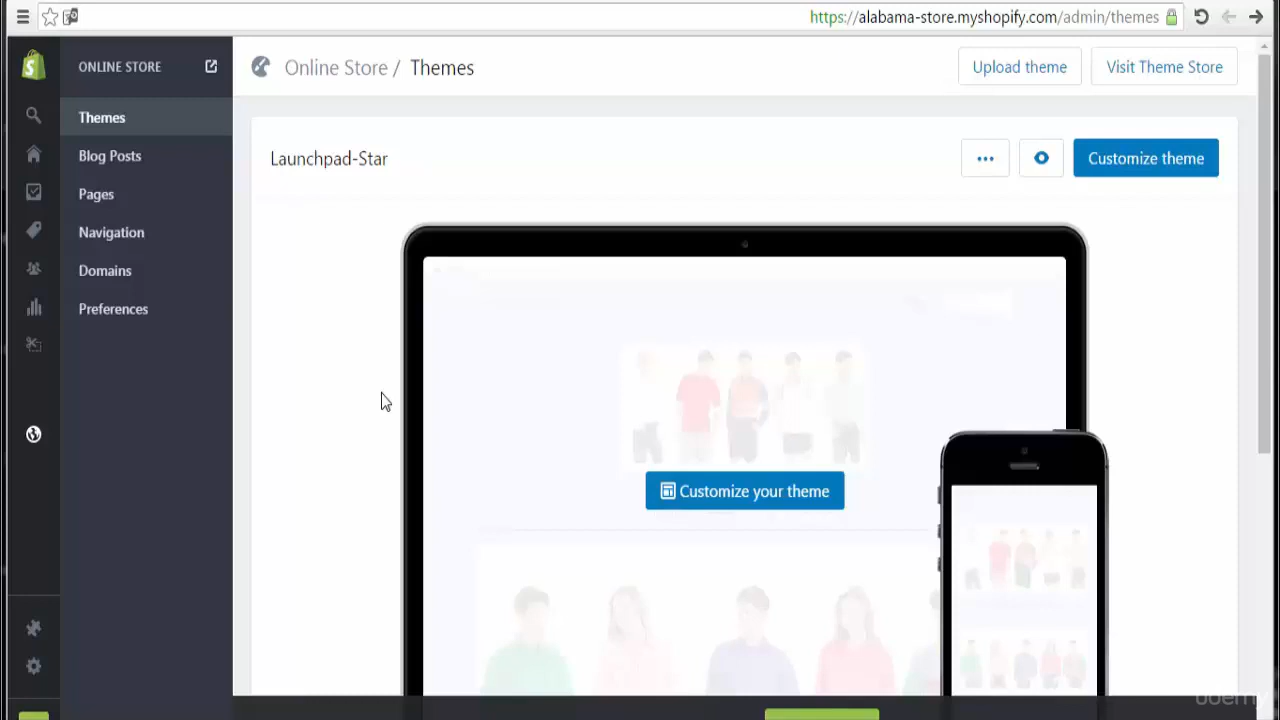 https://alabama-store.myshopify.com/admin/themes
ONLINE STORE
Online Store / Themes
Upload theme
Visit Theme Store
Themes
Blog Posts
Pages
Navigation
Domains
Preferences
Launchpad-Star
Customize theme
Customize your theme
udemy